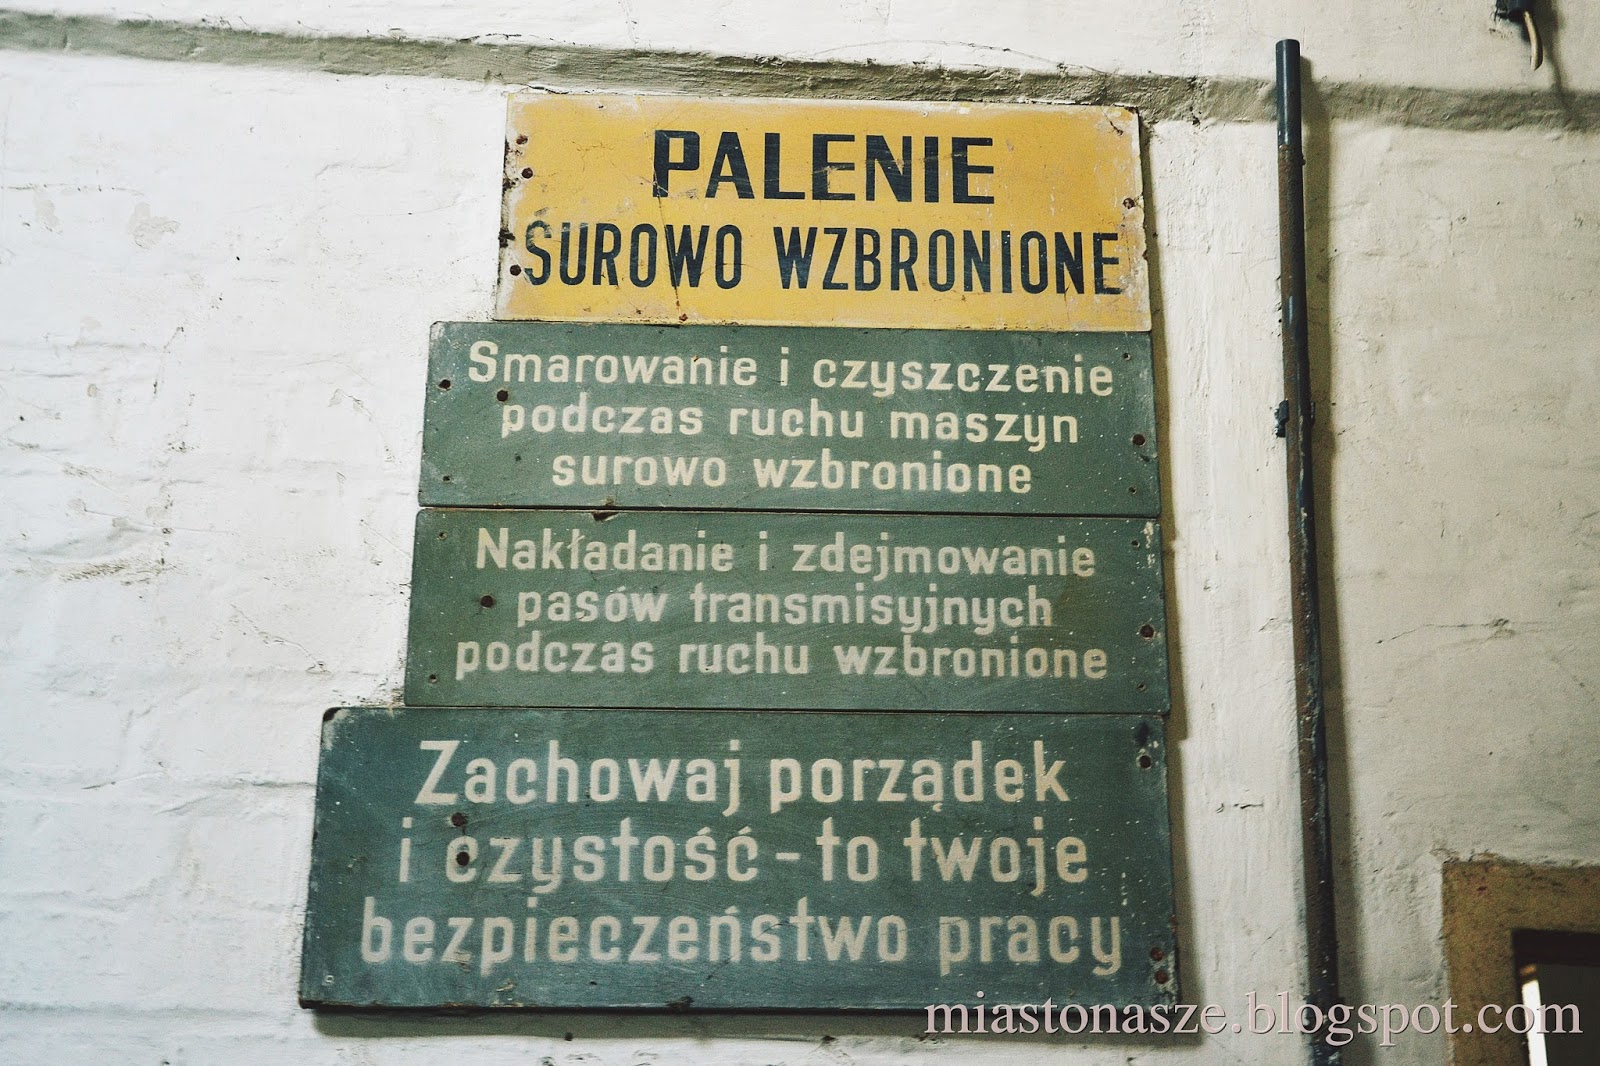 PALENIE
SUROWO WZBRONIONE
Smarowanie i czyszczenie
podczas ruchu maszyn
surowo wzbronione
Nakładanie i zdejmowanie
pasów transmisyjnych
podczas ruchu wzbronione
Zachowaj porządek
i czystość - to twoje
bezpieczeństwo pracy
miastonasze.blogspot.com